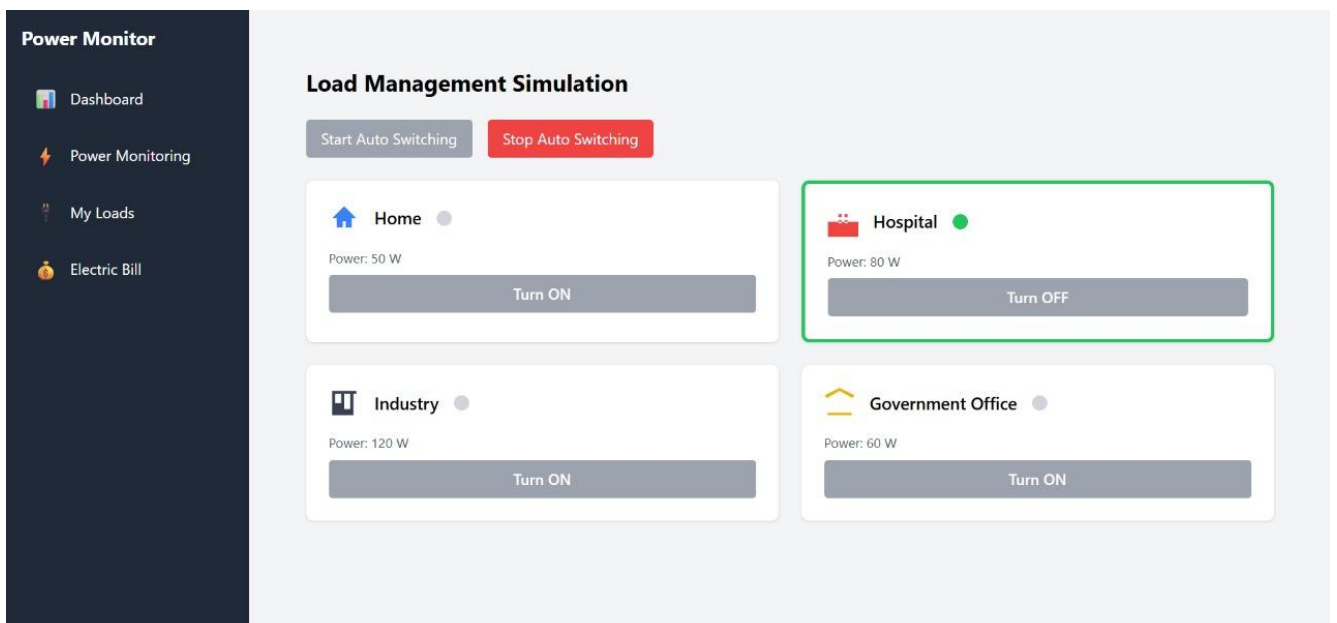 Power Monitor
Dashboard
Power Monitoring
My Loads
Electric Bill
Load Management Simulation
Start Auto Switching
Stop Auto Switching
Home
Power: 50 W
Turn ON
Hospital
Power: 80 W
Turn OFF
Industry
Power: 120 W
Turn ON
Government Office
Power: 60 W
Turn ON